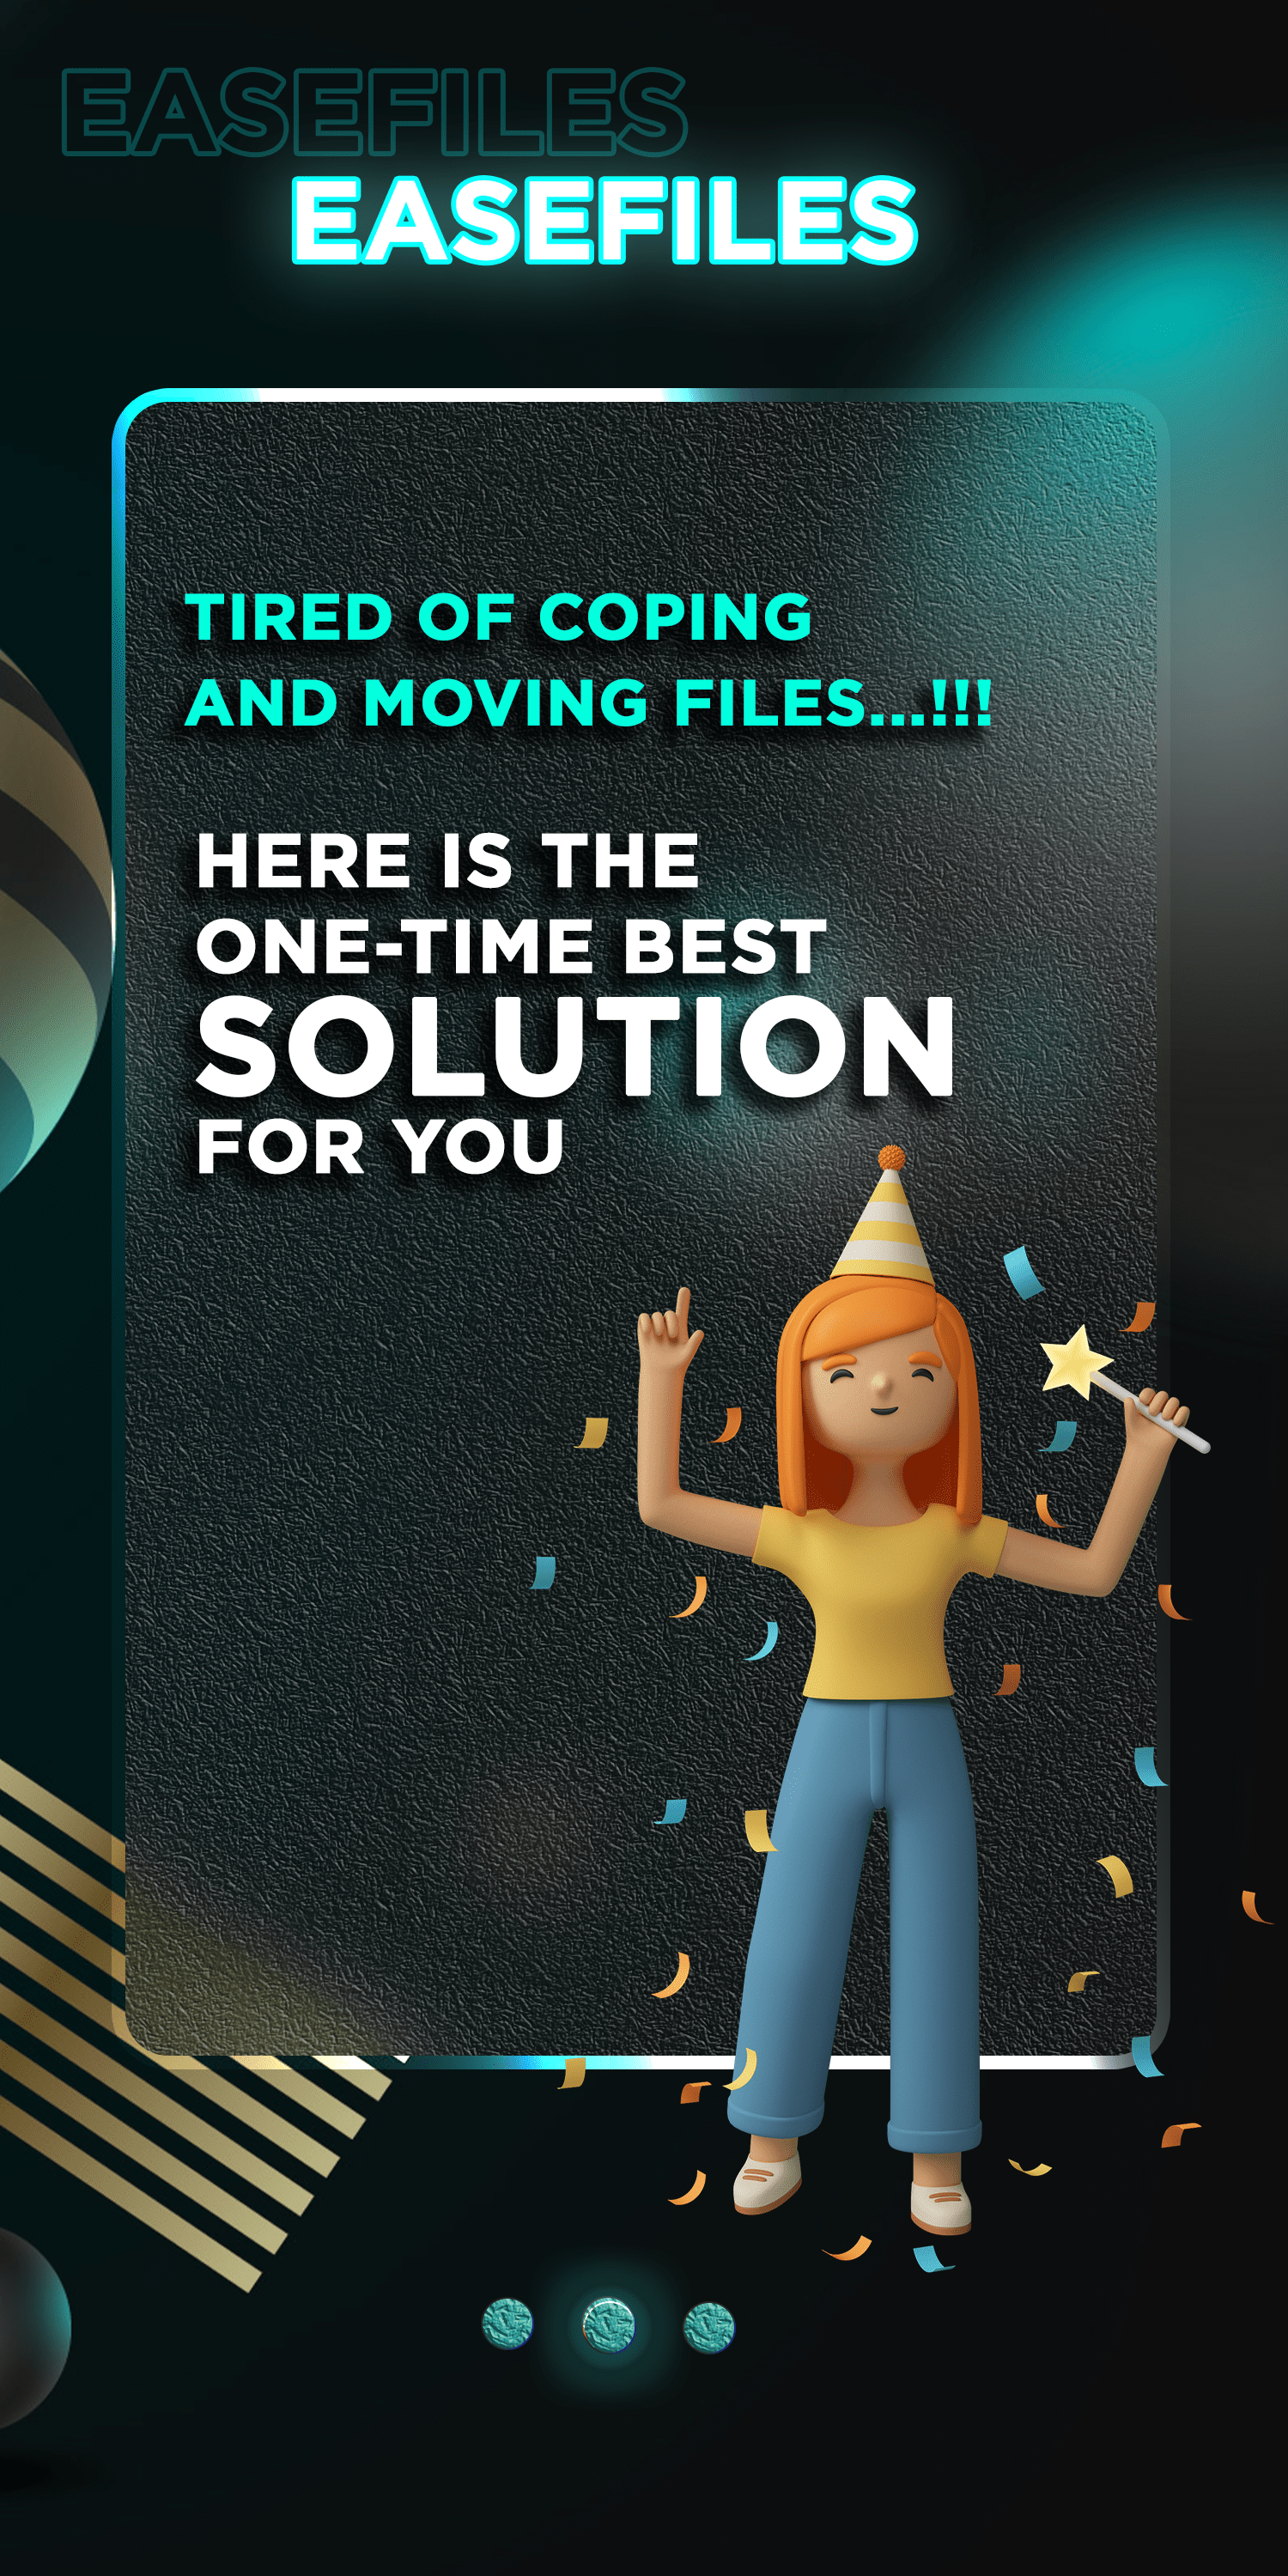 EASEFILES
EASEFILES
TIRED OF COPING
AND MOVING FILES...!!!
HERE IS THE
ONE-TIME BEST
SOLUTION
FOR YOU